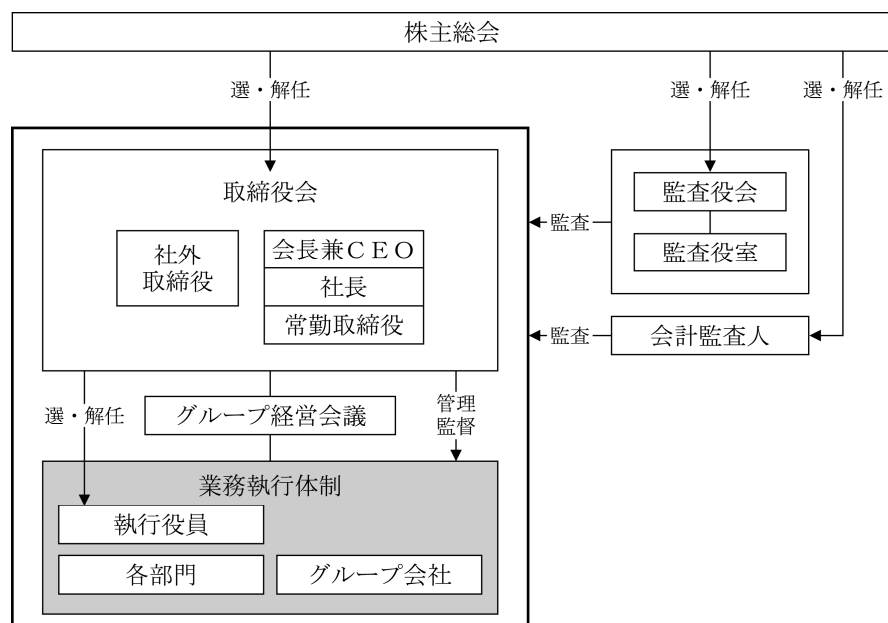 株主総会
選・解任
選・解任
選・解任
取締役会
社外
取締役
会長兼ＣＥＯ
社長
常勤取締役
監査
監査役会
監査役室
監査
会計監査人
選・解任
グループ経営会議
管理
監督
業務執行体制
執行役員
各部門
グループ会社